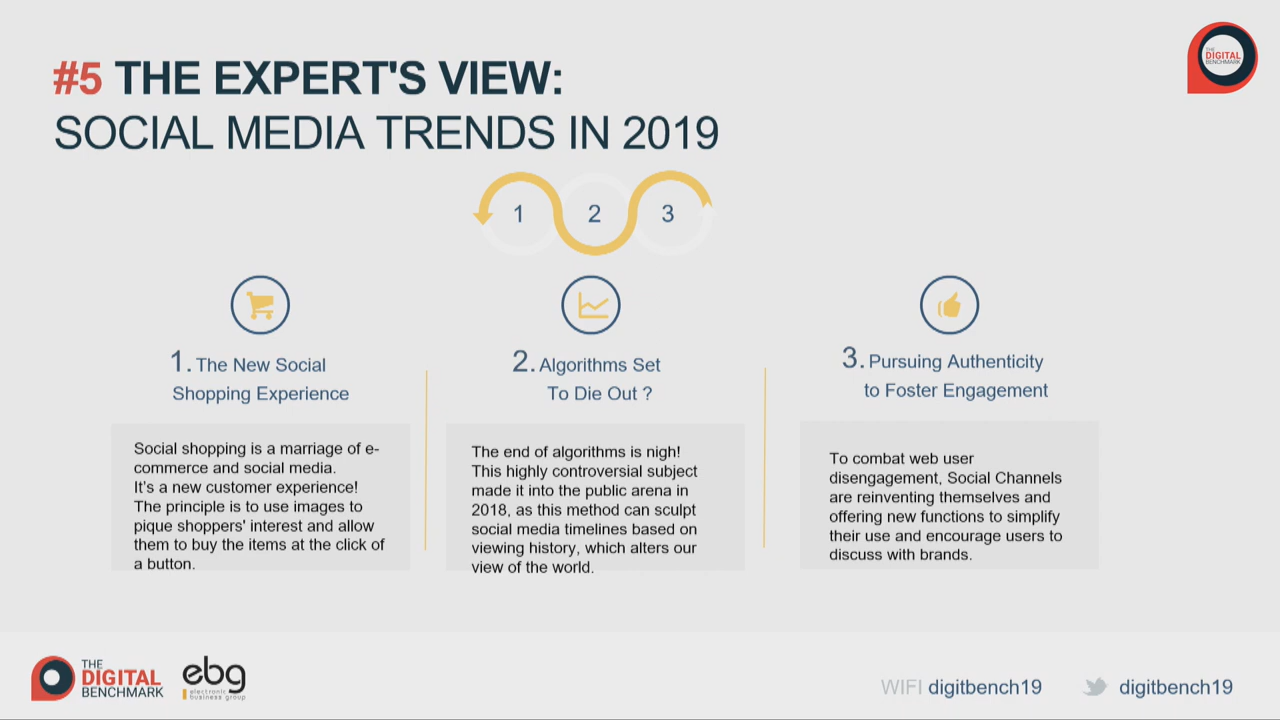 THE
DIGITAL
BENCHMARK
#5 THE EXPERT'S VIEW:
SOCIAL MEDIA TRENDS IN 2019
1
2
3
1. The New Social
Shopping Experience
Social shopping is a marriage of e-
commerce and social media.
It's a new customer experience!
The principle is to use images to
pique shoppers' interest and allow
them to buy the items at the click of
a button.
2. Algorithms Set
To Die Out ?
The end of algorithms is nigh!
This highly controversial subject
made it into the public arena in
2018, as this method can sculpt
social media timelines based on
viewing history, which alters our
view of the world.
3. Pursuing Authenticity
to Foster Engagement
To combat web user
disengagement, Social Channels
are reinventing themselves and
offering new functions to simplify
their use and encourage users to
discuss with brands.
THE
DIGITAL
BENCHMARK
ebg
electronic
business group
WIFI digitbench19
digitbench19